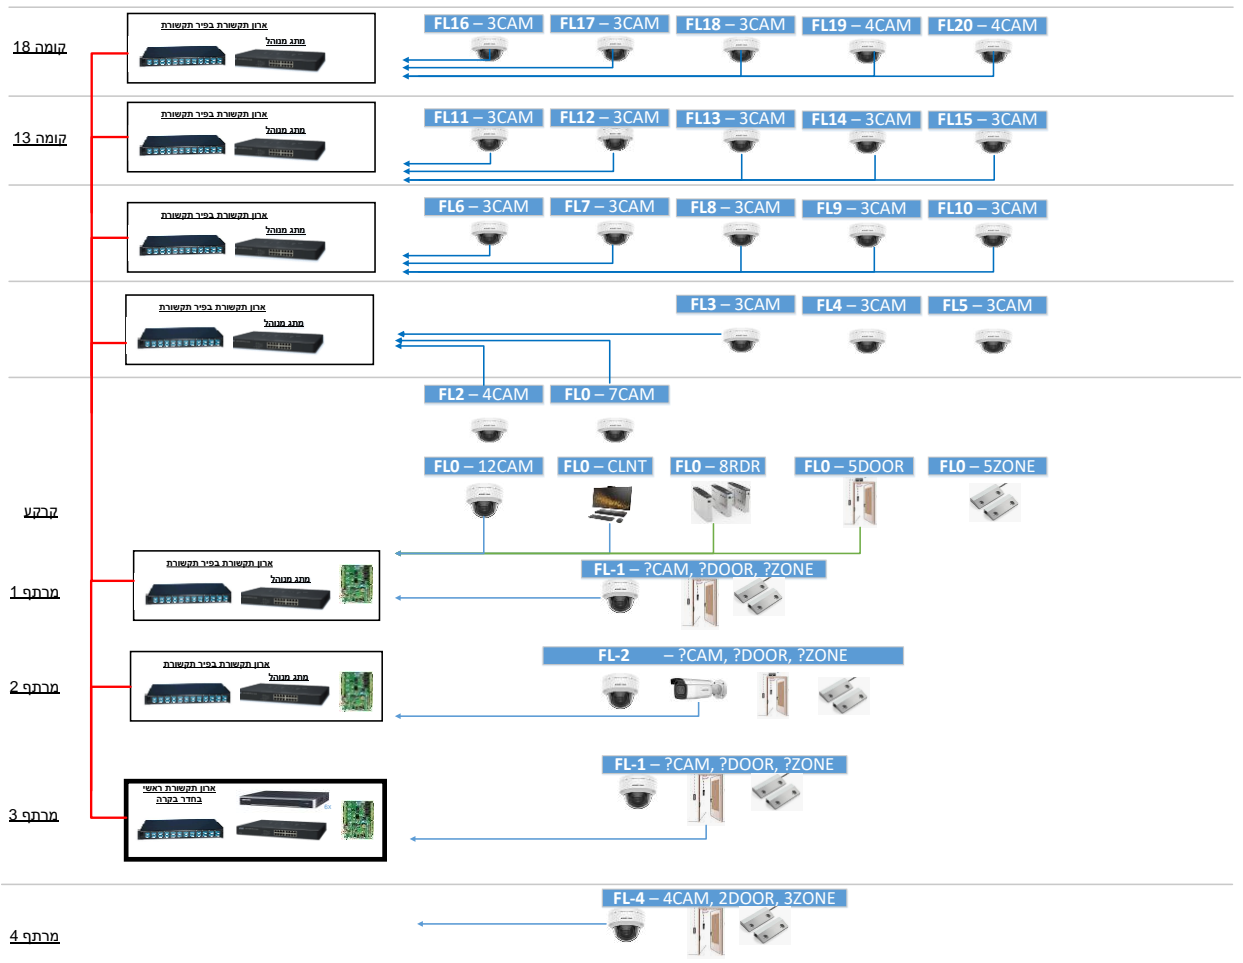 קומה 18
ארון תקשורת בפיר תקשורת
מתג מנוהל
FL16 – 3CAM
FL17 – 3CAM
FL18 – 3CAM
FL19 – 4CAM
FL20 – 4CAM
קומה 13
ארון תקשורת בפיר תקשורת
מתג מנוהל
FL11 – 3CAM
FL12 – 3CAM
FL13 – 3CAM
FL14 – 3CAM
FL15 – 3CAM
ארון תקשורת בפיר תקשורת
מתג מנוהל
FL6 – 3CAM
FL7 – 3CAM
FL8 – 3CAM
FL9 – 3CAM
FL10 – 3CAM
ארון תקשורת בפיר תקשורת
מתג מנוהל
FL3 – 3CAM
FL4 – 3CAM
FL5 – 3CAM
FL2 – 4CAM
FL0 – 7CAM
FL0 – 12CAM
FL0 – CLNT
FL0 – 8RDR
FL0 – 5DOOR
FL0 – 5ZONE
קרקע
מרתף 1
ארון תקשורת בפיר תקשורת
מתג מנוהל
FL-1 – ?CAM, ?DOOR, ?ZONE
מרתף 2
ארון תקשורת בפיר תקשורת
מתג מנוהל
FL-2 – ?CAM, ?DOOR, ?ZONE
מרתף 3
ארון תקשורת ראשי
בחדר בקרה
6x
FL-1 – ?CAM, ?DOOR, ?ZONE
מרתף 4
FL-4 – 4CAM, 2DOOR, 3ZONE